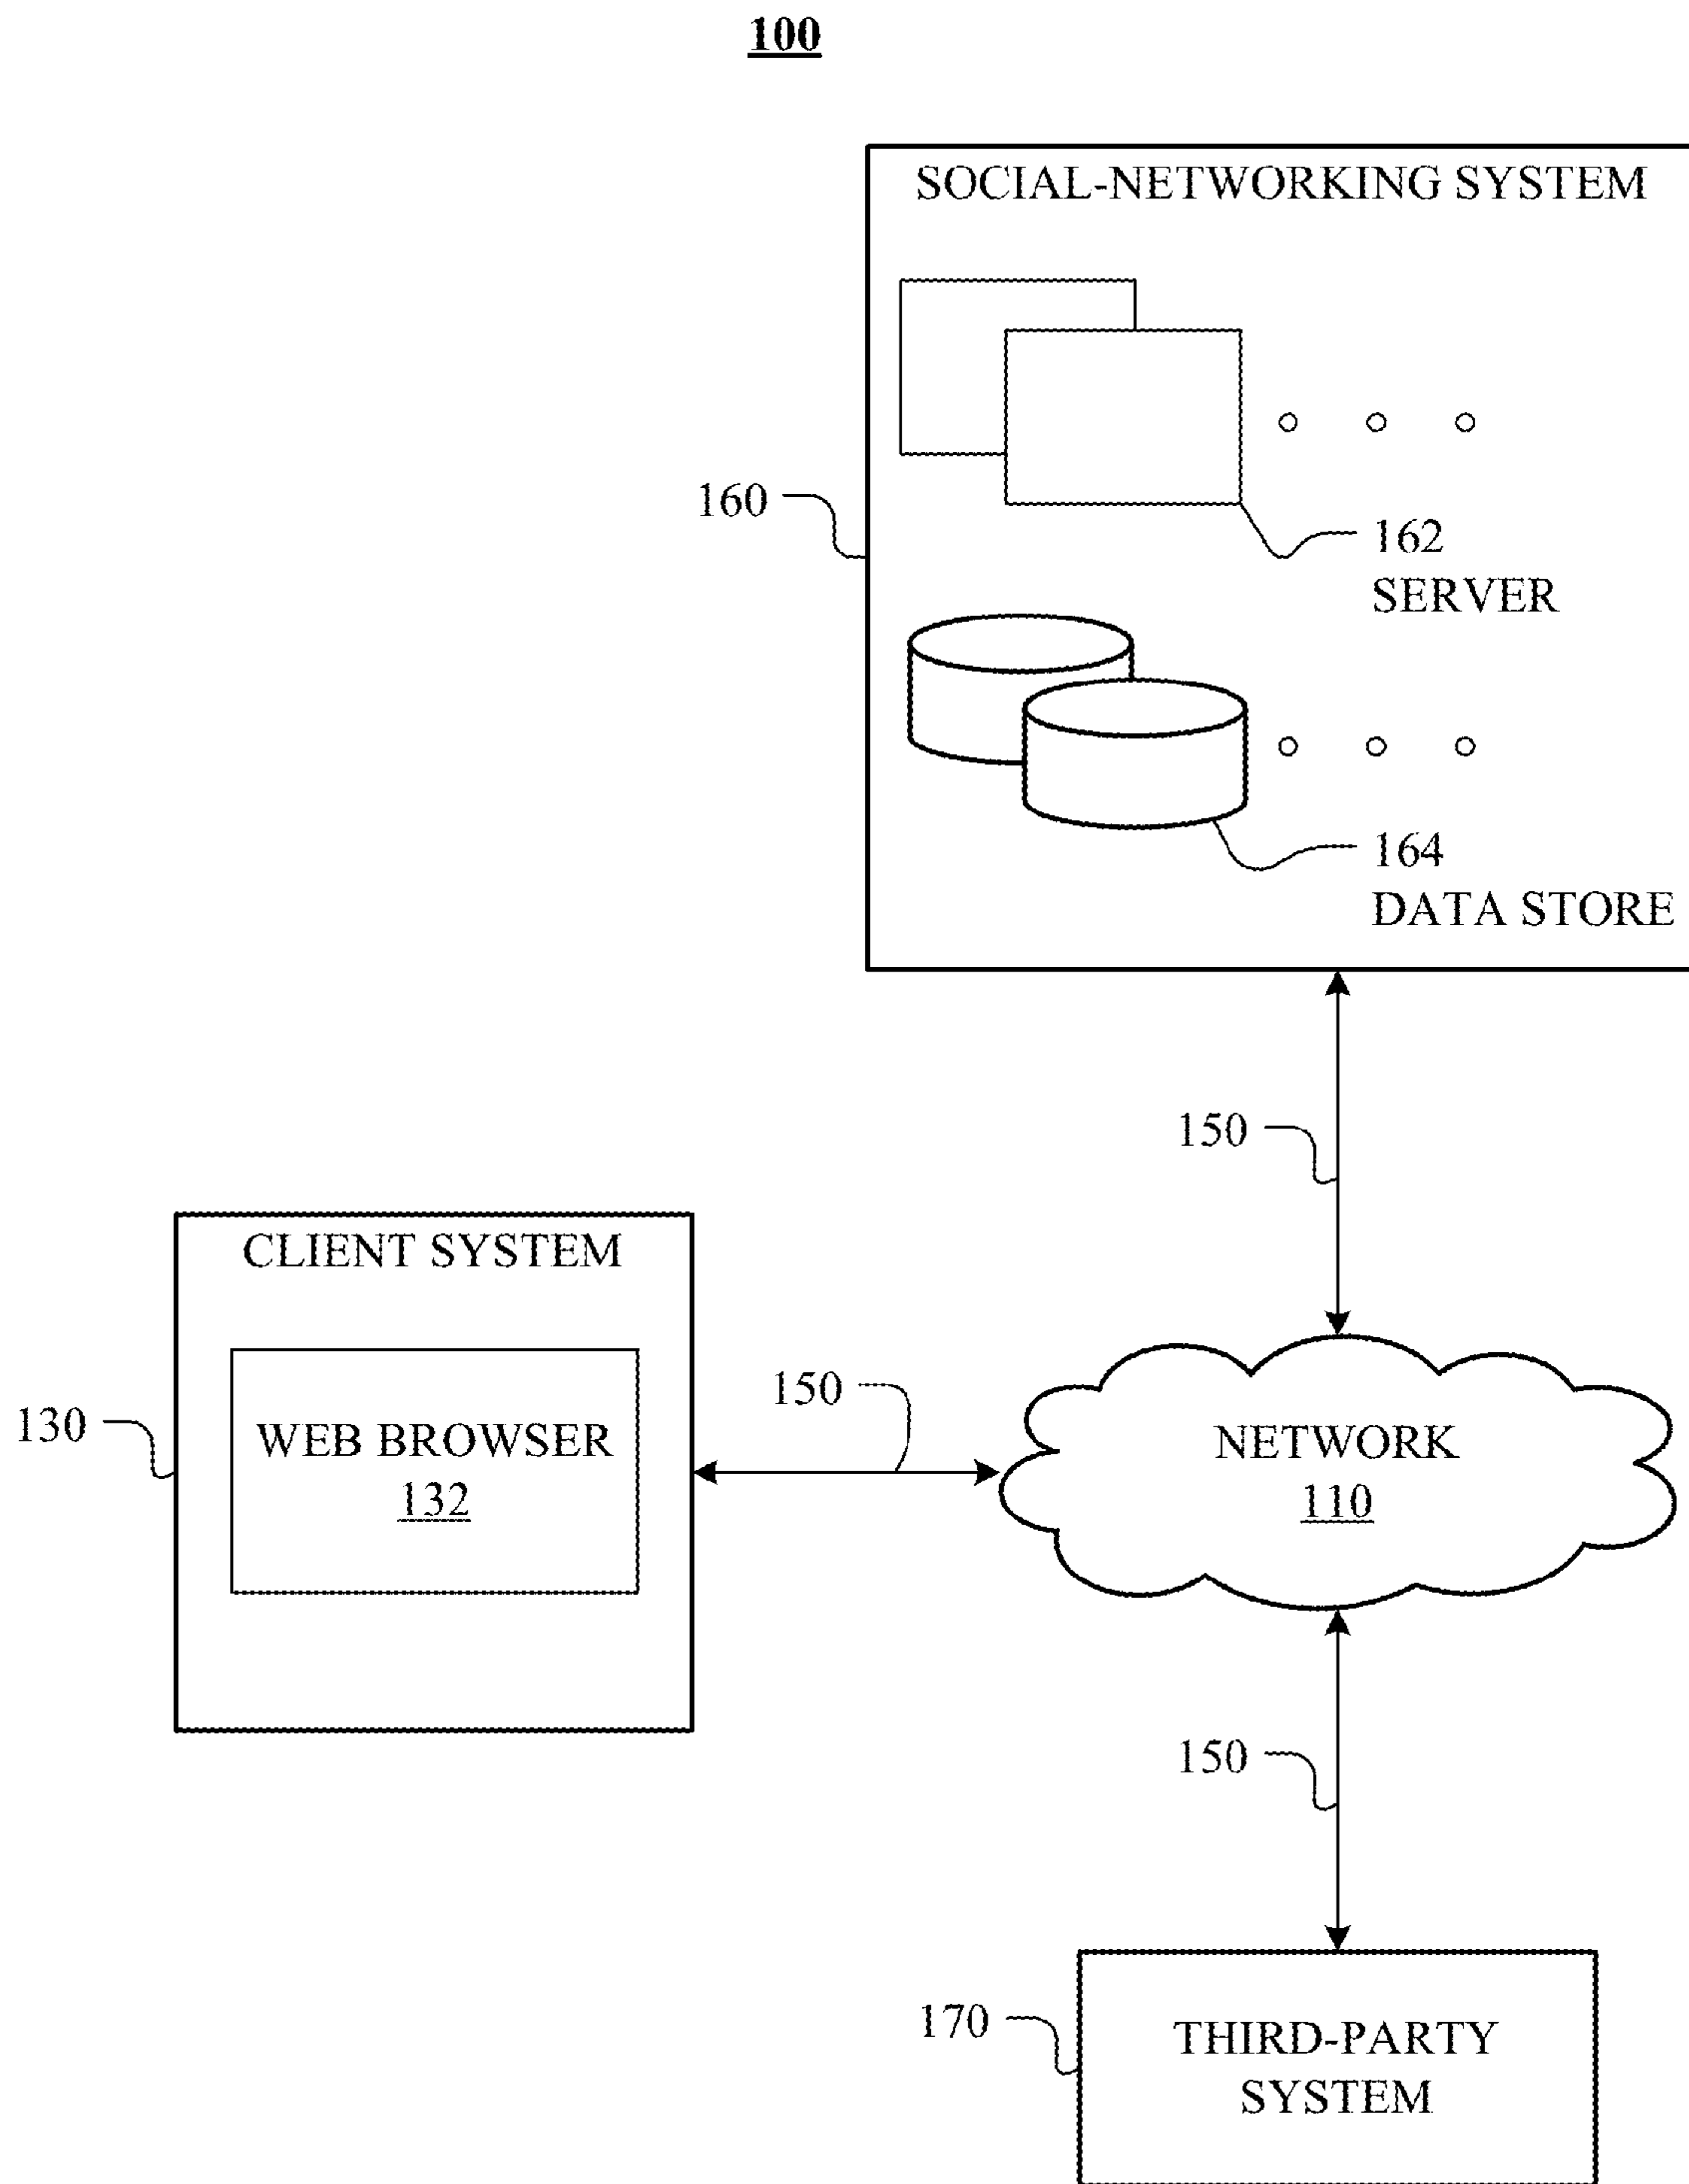 100
SOCIAL-NETWORKING SYSTEM
160
162
SERVER
164
DATA STORE
150
CLIENT SYSTEM
130
WEB BROWSER
132
150
NETWORK
110
150
170
THIRD-PARTY
SYSTEM